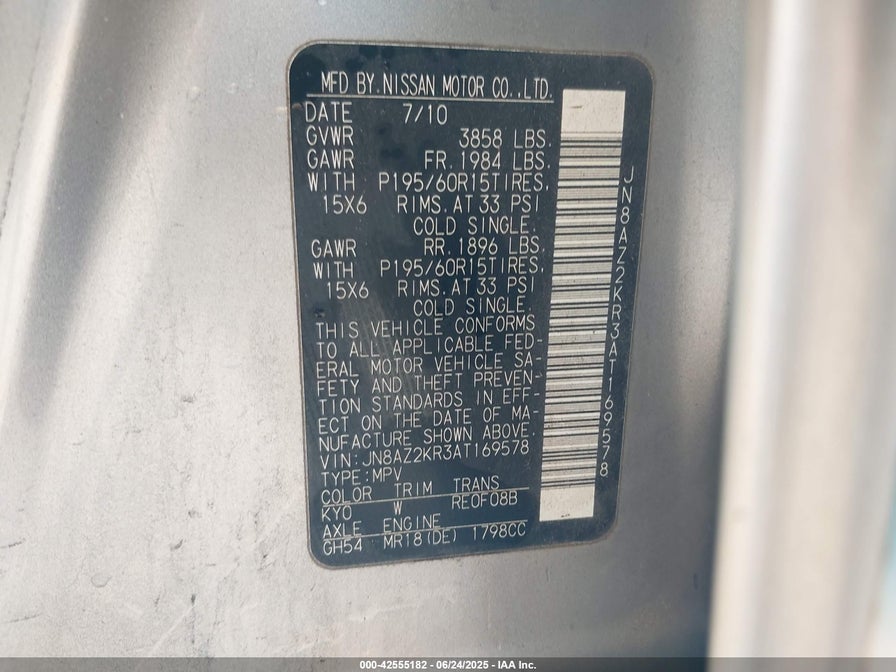 MFD BY.NISSAN MOTOR CO.,LTD.
DATE 7/10
GVWR 3858 LBS.
GAWR FR.1984 LBS.
WITH P195/60R15TIRES,
15X6 RIMS.AT 33 PSI
COLD SINGLE.
GAWR RR.1896 LBS.
WITH P195/60R15TIRES,
15X6 RIMS.AT 33 PSI
COLD SINGLE.
THIS VEHICLE CONFORMS
TO ALL APPLICABLE FED-
ERAL MOTOR VEHICLE SA-
FETY AND THEFT PREVEN-
TION STANDARDS IN EFF-
ECT ON THE DATE OF MA-
NUFACTURE SHOWN ABOVE.
VIN:JN8AZ2KR3AT169578
TYPE:MPV
COLOR TRIM TRANS
KY0 W RE0F08B
AXLE ENGINE
GH54 MR18(DE) 1798CC
JN8AZ2KR3AT169578
000-42555182 • 06/24/2025 • IAA Inc.